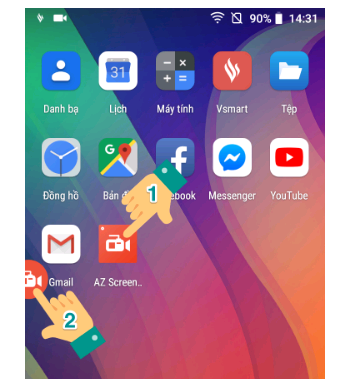 90% 14:31
31
Danh bạ Lịch Máy tính Vsmart Tệp
Đồng hồ Bản Messenger YouTube
1
Gmail AZ Screen..
2